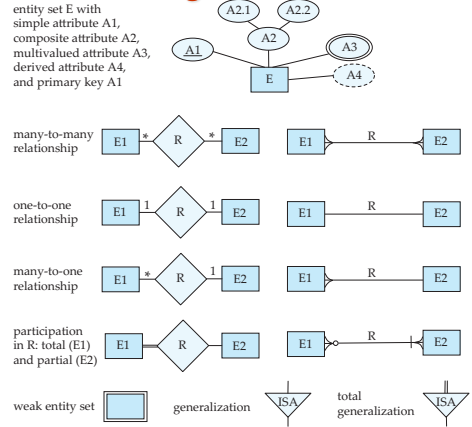 entity set E with
simple attribute A1,
composite attribute A2,
multivalued attribute A3,
derived attribute A4,
and primary key A1
A2.1 A2.2
A2
A1 A3
E A4
many-to-many
relationship
E1 * R * E2 E1 R E2
one-to-one
relationship
E1 1 R 1 E2 E1 R E2
many-to-one
relationship
E1 * R 1 E2 E1 R E2
participation
in R: total (E1)
and partial (E2)
E1 R E2 E1 R E2
weak entity set generalization ISA total
generalization ISA